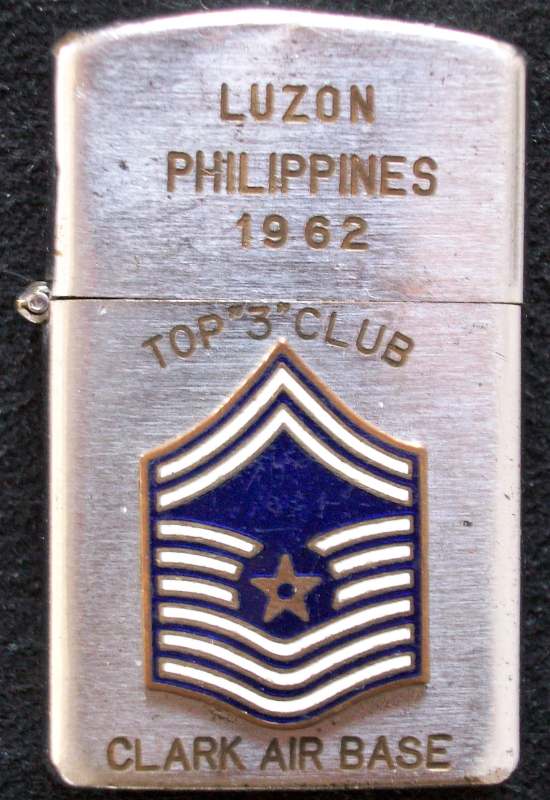 LUZON
PHILIPPINES
1962
TOP "3" CLUB
CLARK AIR BASE